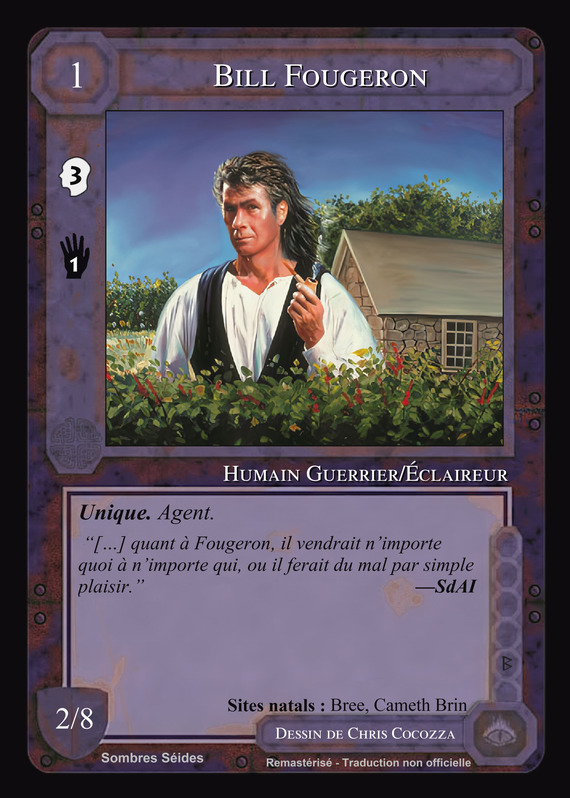 1
BILL FOUGERON
3
1
HUMAIN GUERRIER/ÉCLAIREUR
Unique. Agent.
“[…] quant à Fougeron, il vendrait n’importe
quoi à n’importe qui, ou il ferait du mal par simple
plaisir.” —SdAI
Sites natals : Bree, Cameth Brin
2/8
DESSIN DE CHRIS COCOZZA
Sombres Séides
Remastérisé - Traduction non officielle